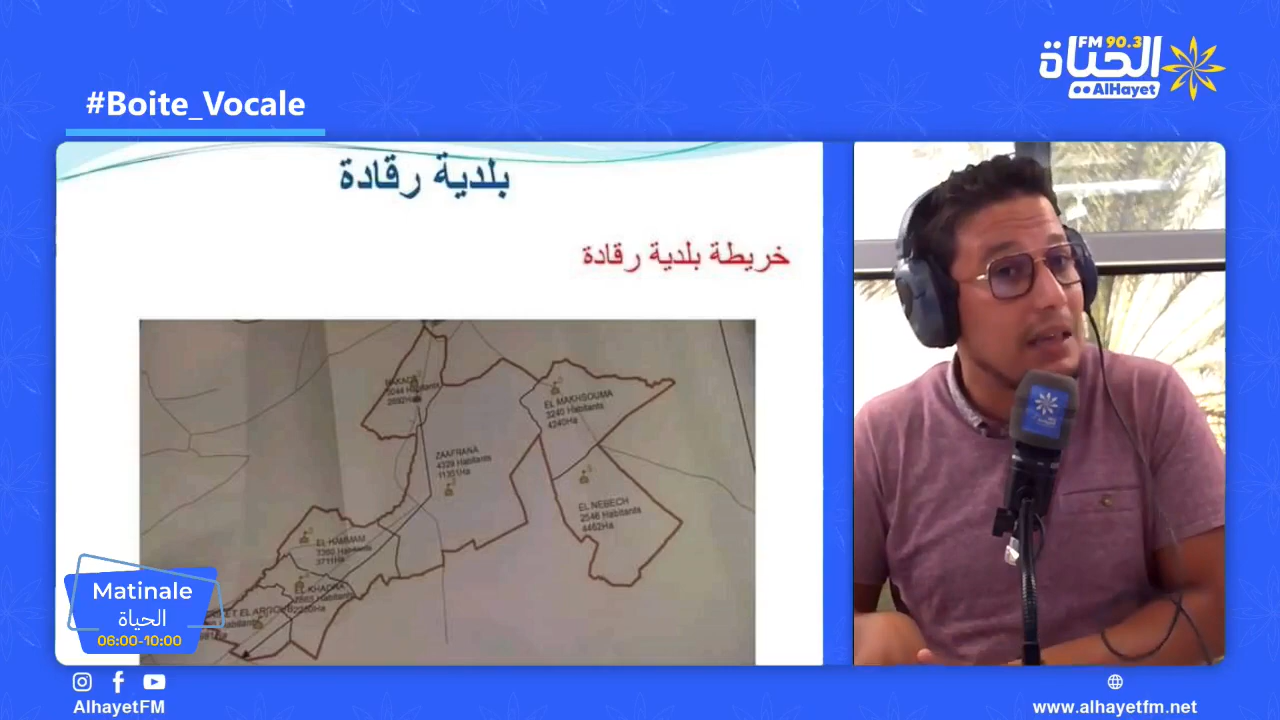 FM 90.3
الحياة
AlHayet
#Boite_Vocale
بلدية رقادة
خريطة بلدية رقادة
Habitants
EL MAKHSOUMA
3240 Habitants
4240Ha
ZAAFRANA
4329 Habitants
EL NEBECH
2546 Habitants
4462Ha
EL HAMMAM
Habitants
3711Ha
EL KHADRA
Habitants
Matinale
الحياة
06:00-10:00
AlhayetFM
www.alhayetfm.net